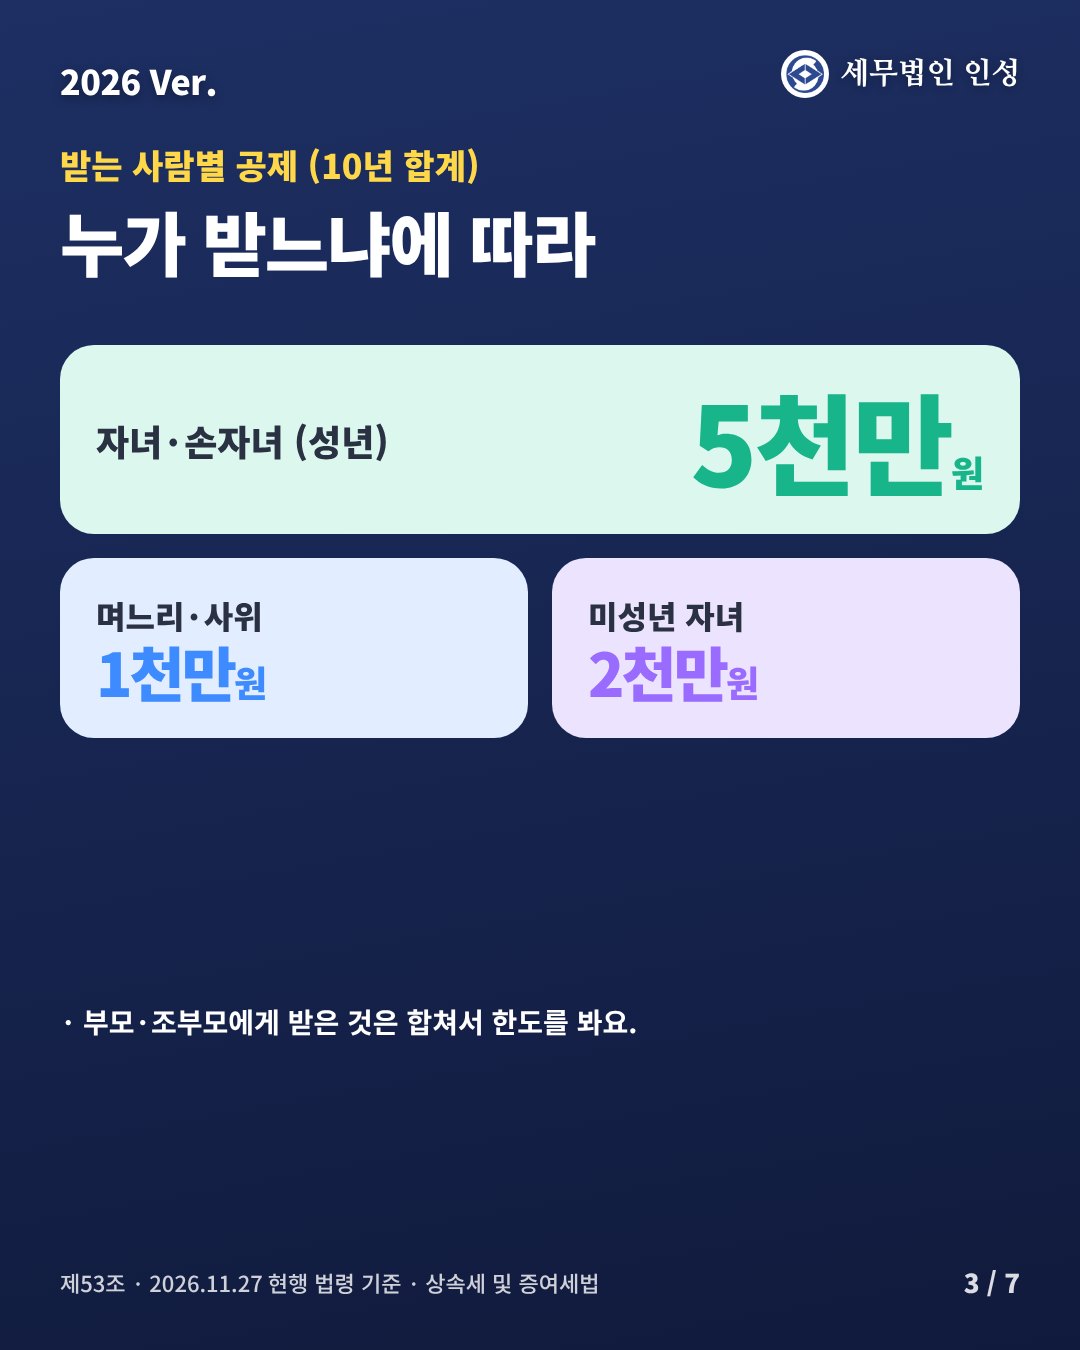 2026 Ver.
세무법인 인성
받는 사람별 공제 (10년 합계)
누가 받느냐에 따라
자녀·손자녀 (성년)
5천만원
며느리·사위
1천만원
미성년 자녀
2천만원
· 부모·조부모에게 받은 것은 합쳐서 한도를 봐요.
제53조 · 2026.11.27 현행 법령 기준 · 상속세 및 증여세법
3 / 7